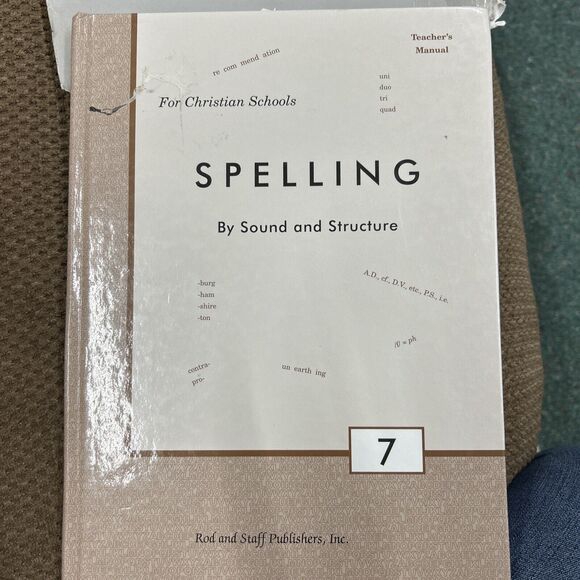 Teacher's
Manual
re com mend ation
uni
duo
tri
quad
For Christian Schools
SPELLING
By Sound and Structure
-burg
-ham
-shire
-ton
A.D., cf., D.V., etc., P.S., i.e.
/f/ = ph
contra-
pro-
un earth ing
7
Rod and Staff Publishers, Inc.